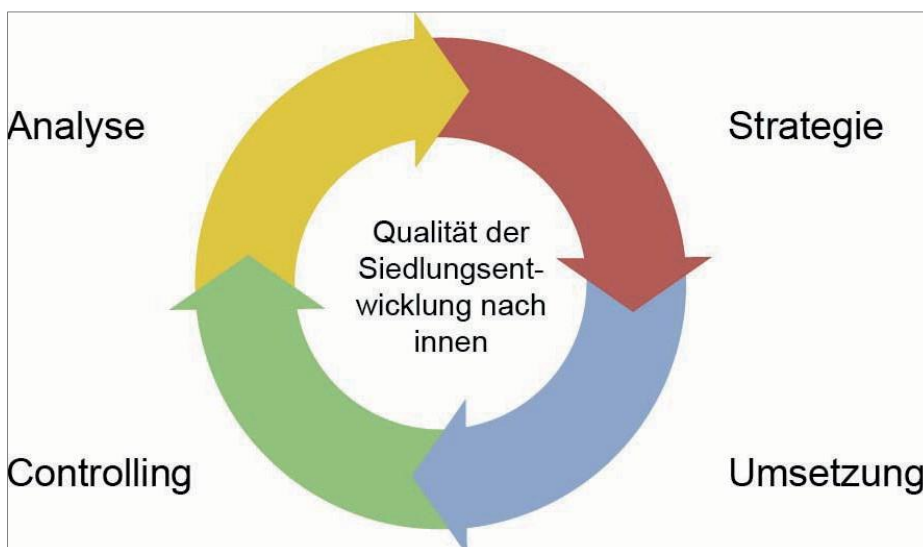 Analyse
Strategie
Qualität der
Siedlungsent-
wicklung nach
innen
Controlling
Umsetzung